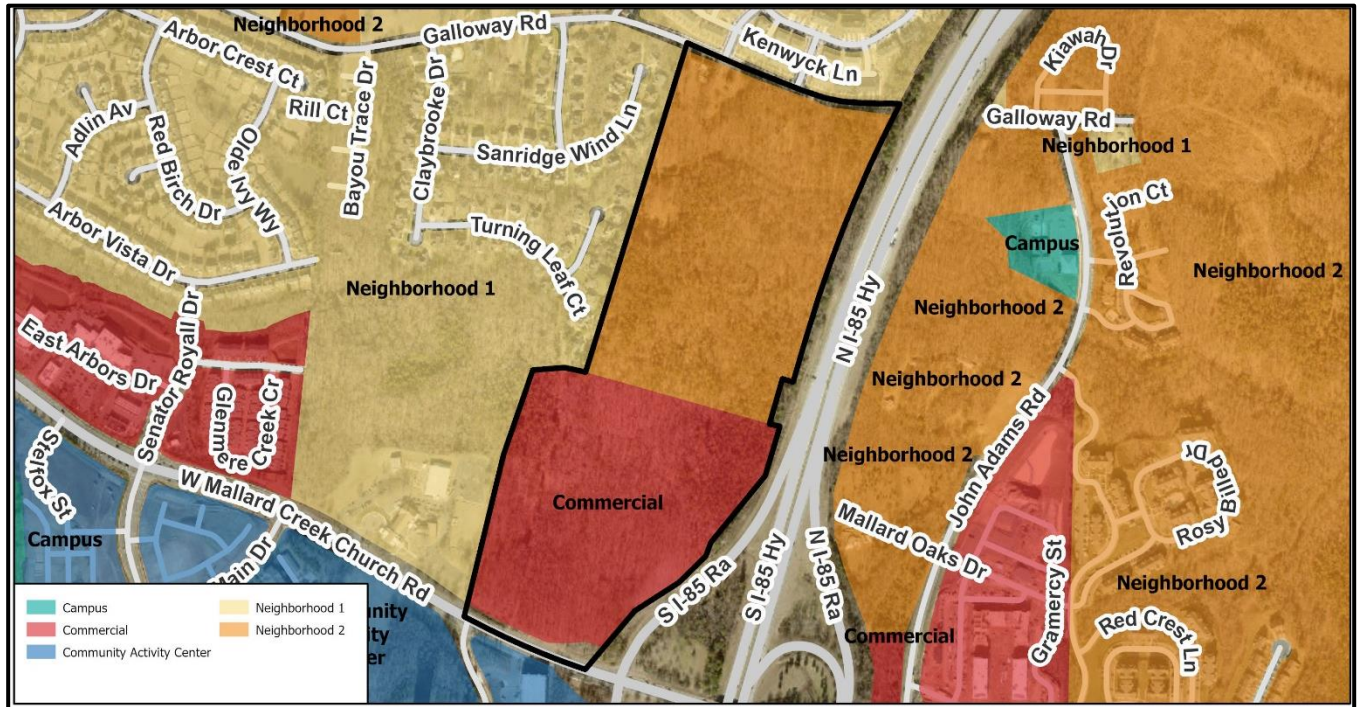 Neighborhood 2
Galloway Rd
Kenwyck Ln
Arbor Crest Ct
Rill Ct
Bayou Trace Dr
Claybrooke Dr
Adlin Av
Red Birch Dr
Olde Ivy Wy
Sanridge Wind Ln
Turning Leaf Ct
Arbor Vista Dr
Neighborhood 1
Kiawah Dr
Galloway Rd
Neighborhood 1
Revolution Ct
Campus
Neighborhood 2
Neighborhood 2
N I-85 Hy
Neighborhood 2
Neighborhood 2
John Adams Rd
East Arbors Dr
Senator Royall Dr
Glenmere Creek Cr
Stelfox St
W Mallard Creek Church Rd
Campus
Main Dr
Commercial
S I-85 Ra
S I-85 Hy
N I-85 Ra
Mallard Oaks Dr
Gramercy St
Rosy Billed Dr
Neighborhood 2
Red Crest Ln
Commercial
unity
ity
er
Campus
Commercial
Community Activity Center
Neighborhood 1
Neighborhood 2